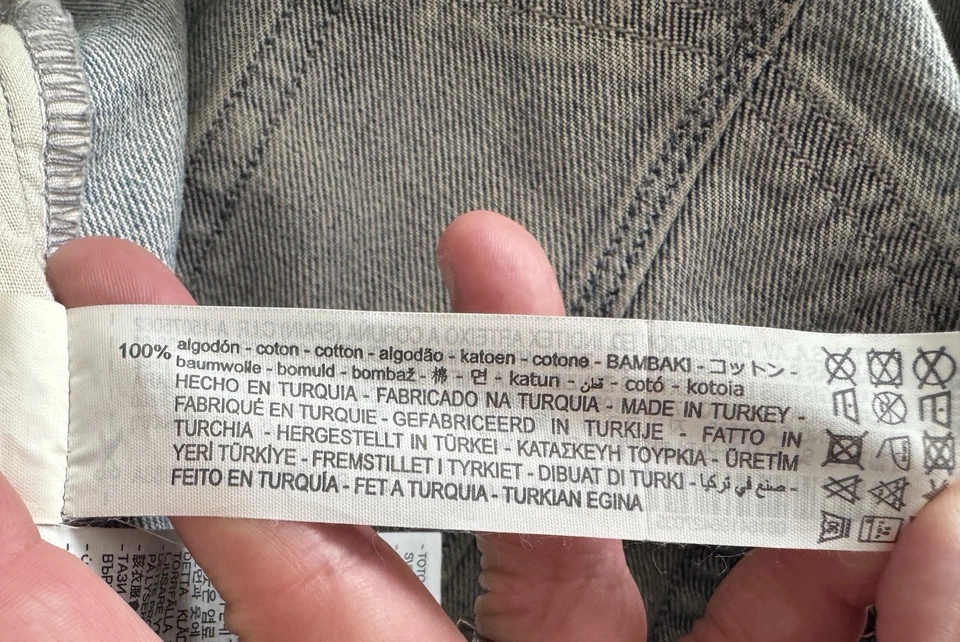 100% algodón - coton - cotton - algodão - katoen - cotone - BAMBAKI - コットン -
baumwolle - bomuld - bombaž - 棉 - 면 - katun - قطن - cotó - kotoia
HECHO EN TURQUIA - FABRICADO NA TURQUIA - MADE IN TURKEY -
FABRIQUÉ EN TURQUIE - GEFABRICEERD IN TURKIJE - FATTO IN
TURCHIA - HERGESTELLT IN TÜRKEI - ΚΑΤΑΣΚΕΥΗ ΤΟΥΡΚΙΑ - ÜRETİM
YERİ TÜRKİYE - FREMSTILLET I TYRKIET - DIBUAT DI TURKI - صنع في تركيا -
FEITO EN TURQUÍA - FET A TURQUIA - TURKIAN EGINA